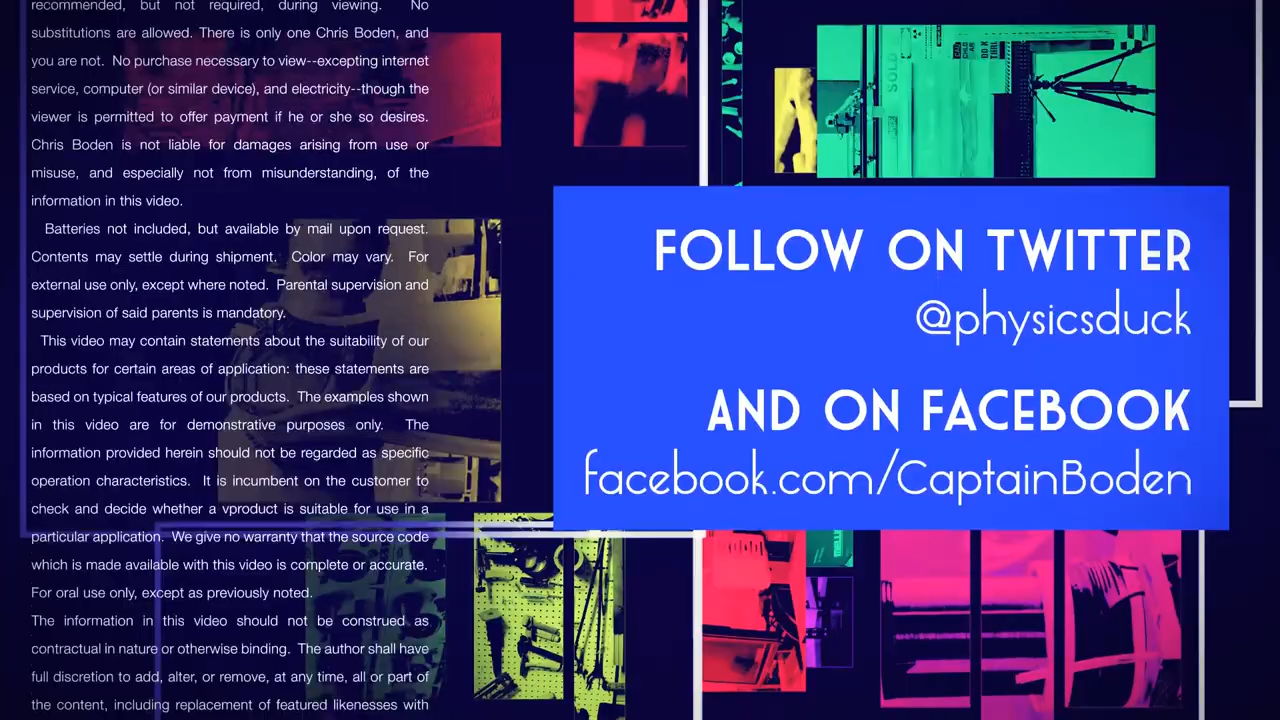 recommended, but not required, during viewing. No
substitutions are allowed. There is only one Chris Boden, and
you are not. No purchase necessary to view, excepting internet
service, computer (or similar device), and electricity--though the
viewer is permitted to offer payment if he or she so desires.
Chris Boden is not liable for damages arising from use or
misuse, and especially not from misunderstanding, of the
information in this video.
Batteries not included, but available by mail upon request.
Contents may settle during shipment. Color may vary. For
external use only, except where noted. Parental supervision and
supervision of said parents is mandatory.
This video may contain statements about the suitability of our
products for certain areas of application: these statements are
based on typical features of our products. The examples shown
in this video are for demonstrative purposes only. The
information provided herein should not be regarded as specific
operation characteristics. It is incumbent on the customer to
check and decide whether a vproduct is suitable for use in a
particular application. We give no warranty that the source code
which is made available with this video is complete or accurate.
For oral use only, except as previously noted.
The information in this video should not be construed as
contractual in nature or otherwise binding. The author shall have
full discretion to add, alter, or remove, at any time, all or part of
the content, including replacement of featured likenesses with
SOLD
FOLLOW ON TWITTER
@physicsduck
AND ON FACEBOOK
facebook.com/CaptainBoden